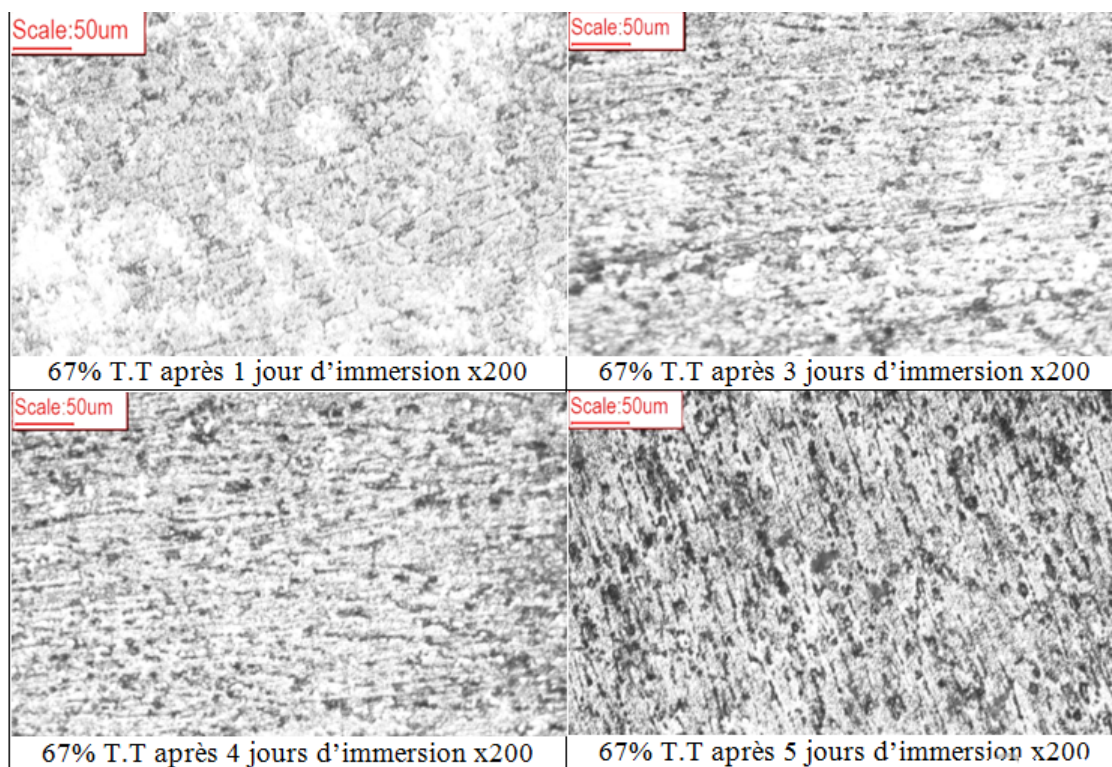 Scale:50um
Scale:50um
67% T.T après 1 jour d’immersion x200
67% T.T après 3 jours d’immersion x200
Scale:50um
Scale:50um
67% T.T après 4 jours d’immersion x200
67% T.T après 5 jours d’immersion x200